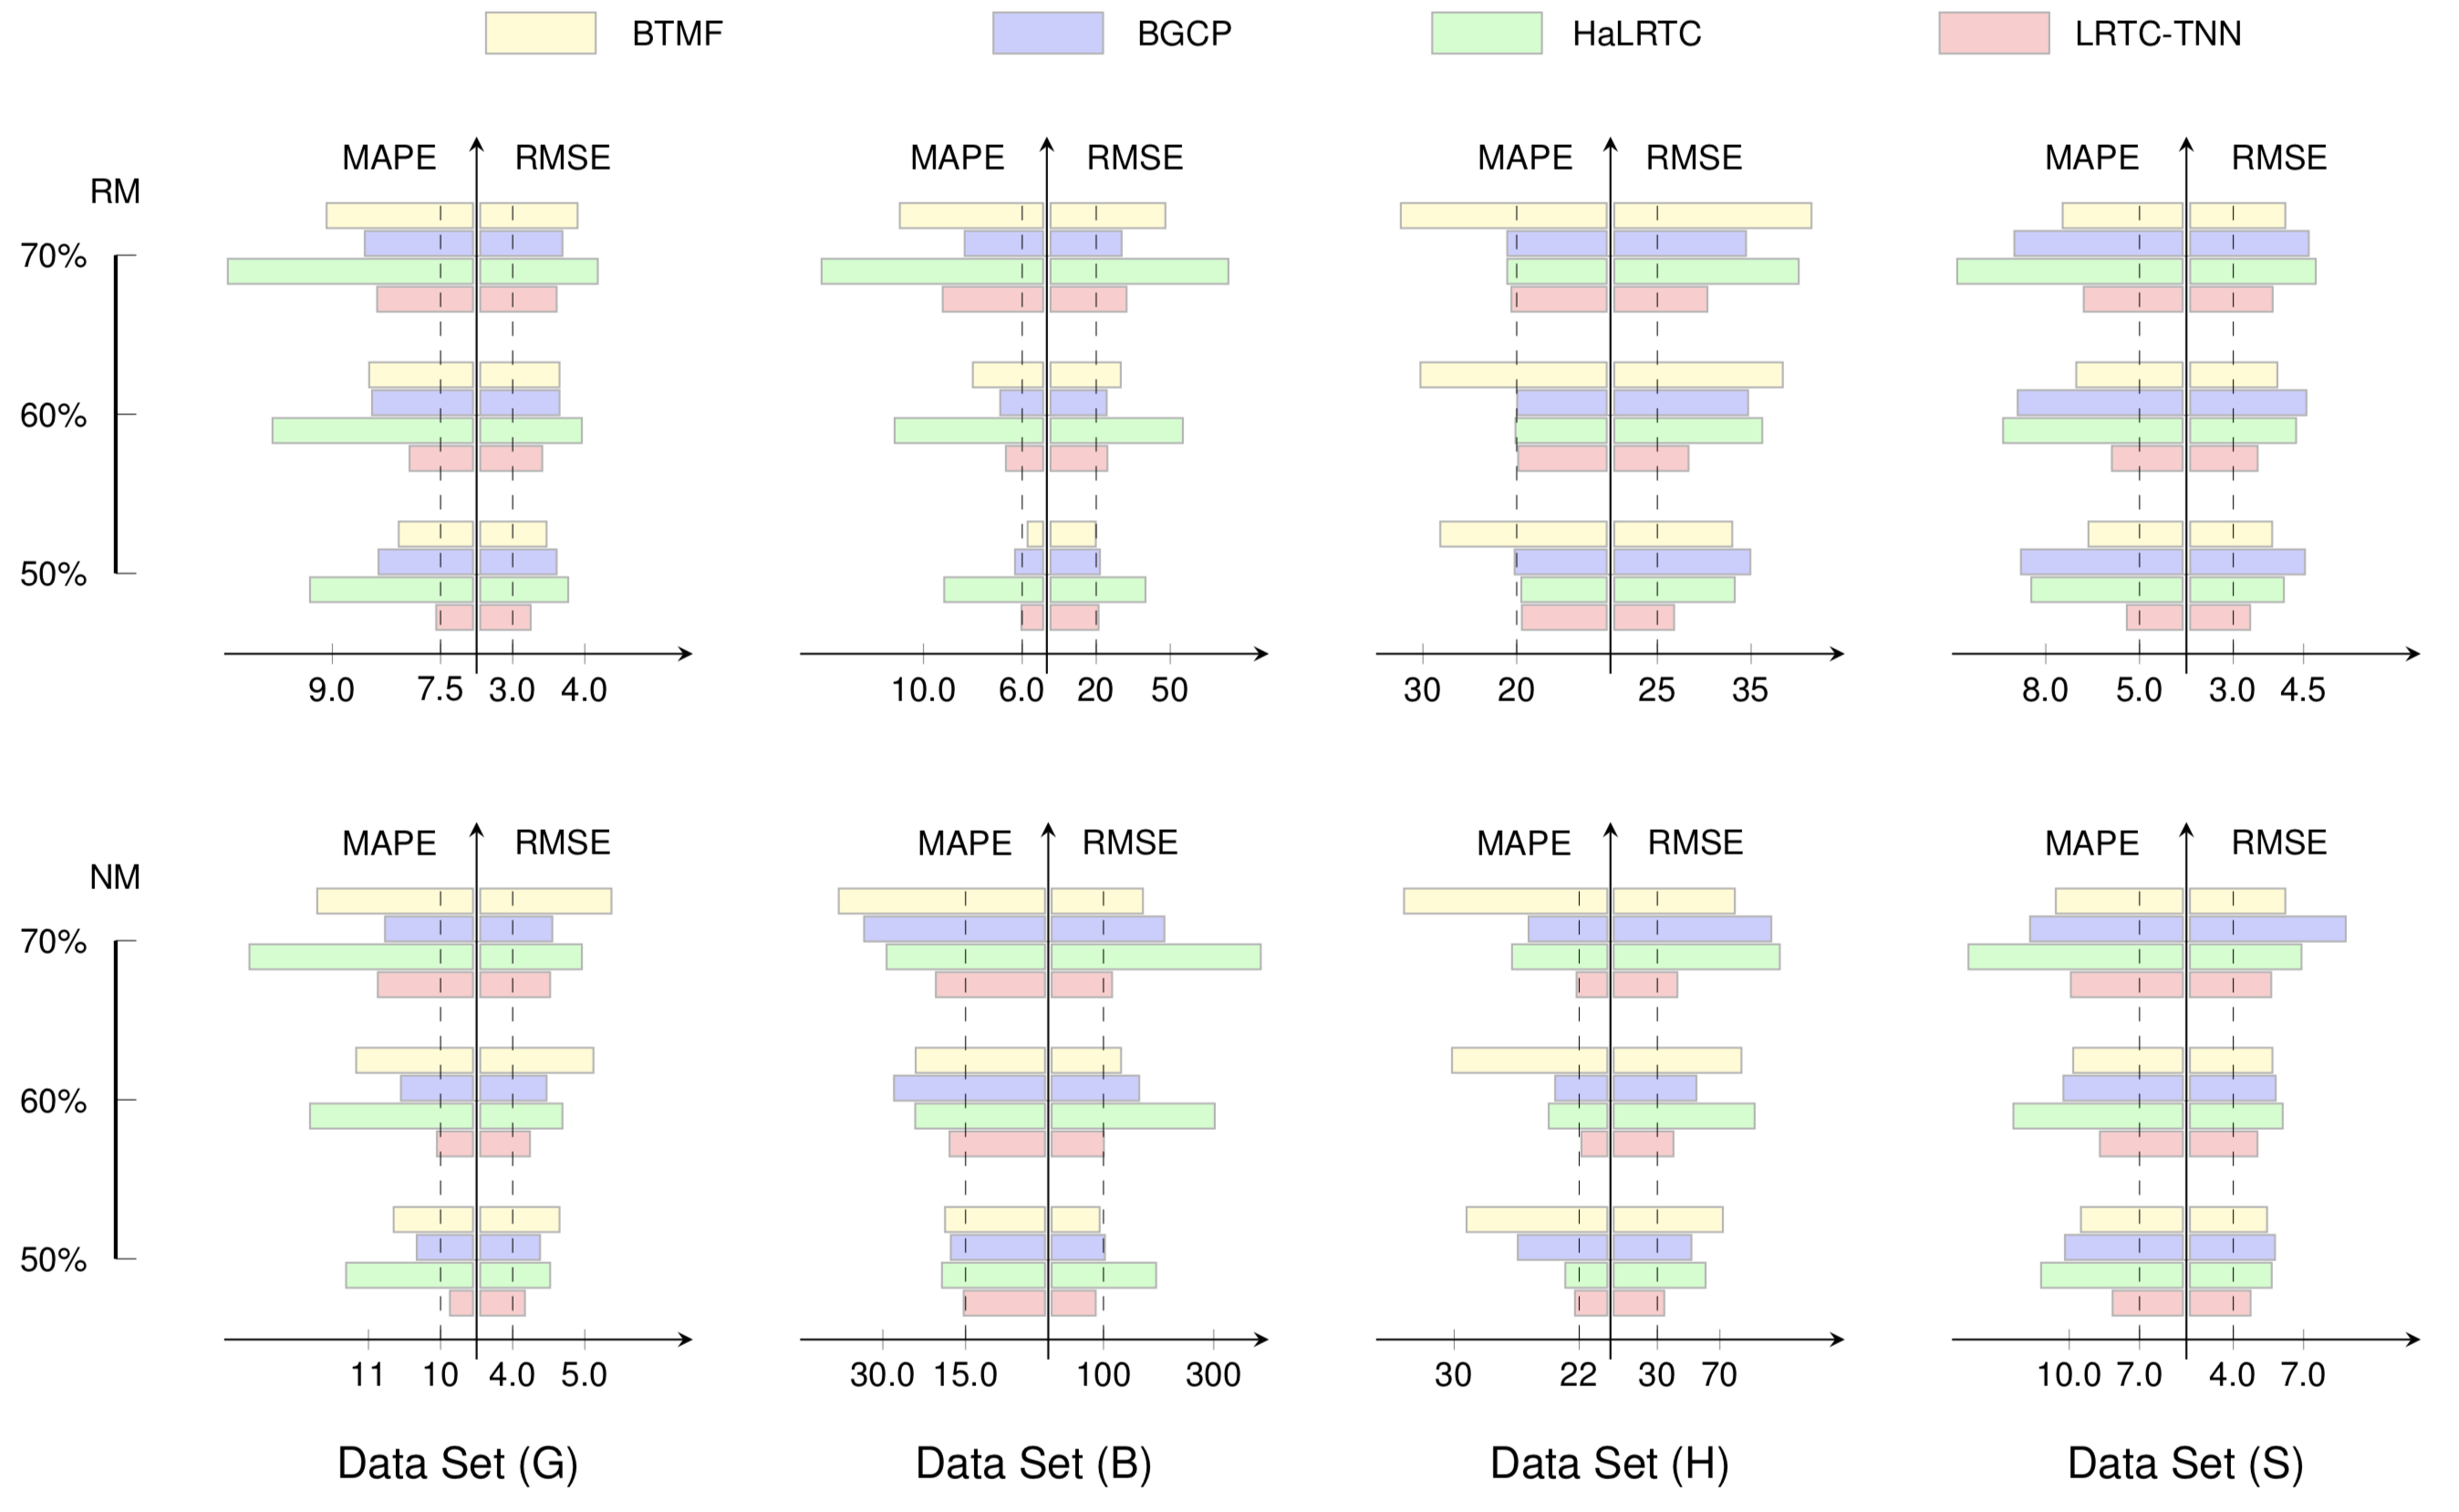 BTMF BGCP HaLRTC LRTC-TNN
MAPE RMSE MAPE RMSE MAPE RMSE MAPE RMSE
RM
70%
60%
50%
9.0 7.5 3.0 4.0 10.0 6.0 20 50 30 20 25 35 8.0 5.0 3.0 4.5
MAPE RMSE MAPE RMSE MAPE RMSE MAPE RMSE
NM
70%
60%
50%
11 10 4.0 5.0 30.0 15.0 100 300 30 22 30 70 10.0 7.0 4.0 7.0
Data Set (G) Data Set (B) Data Set (H) Data Set (S)